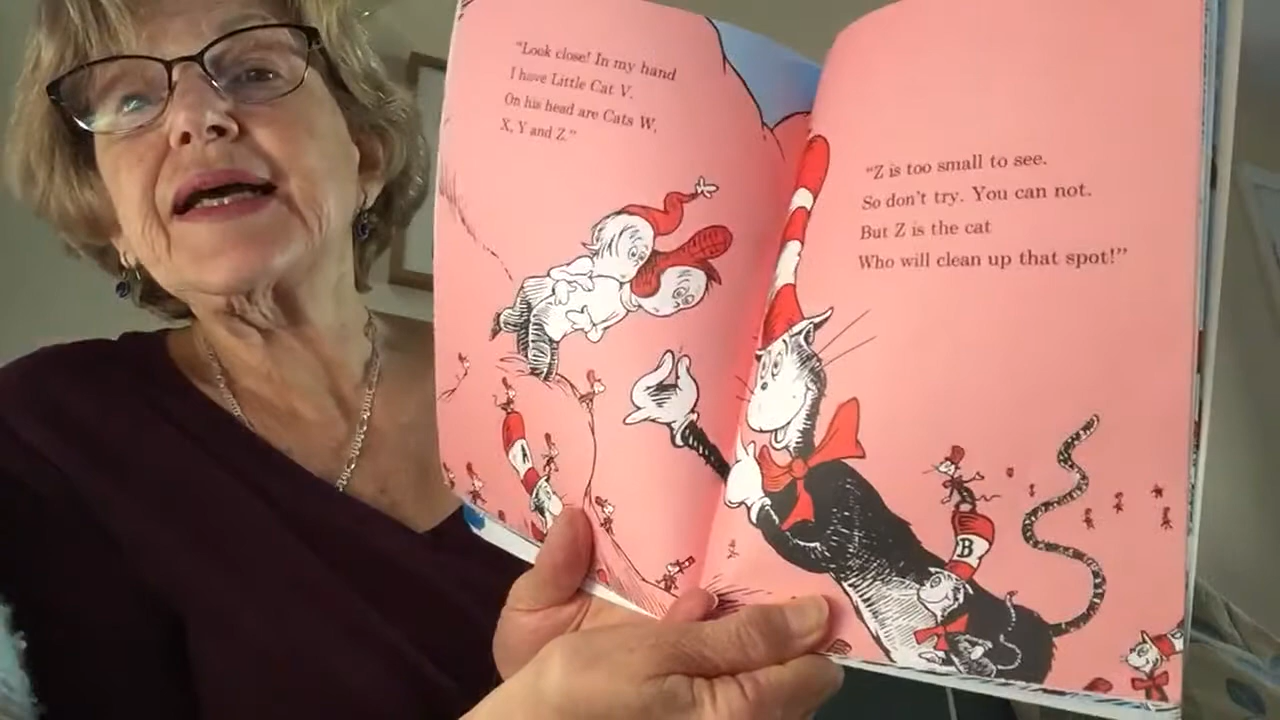 "Look close! In my hand
I have Little Cat V.
On his head are Cats W,
X, Y and Z."
"Z is too small to see.
So don't try. You can not.
But Z is the cat
Who will clean up that spot!"
A
B